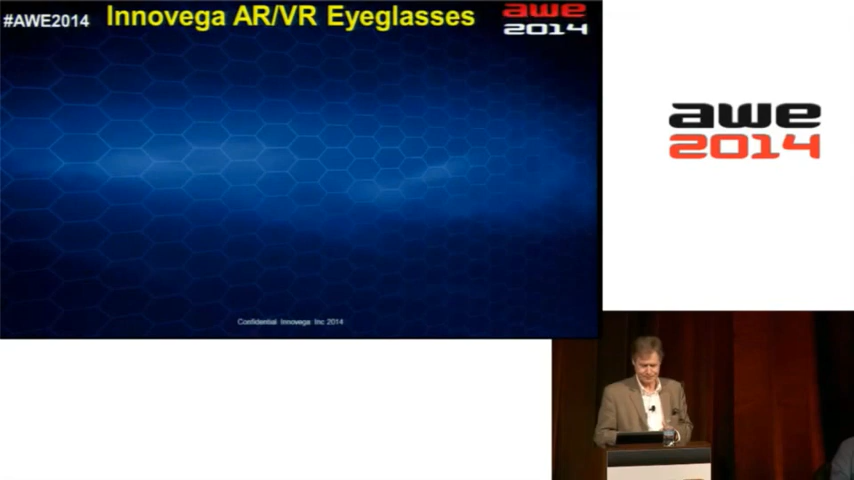 #AWE2014
Innovega AR/VR Eyeglasses
awe
2014
Confidential Innovega Inc 2014
awe
2014